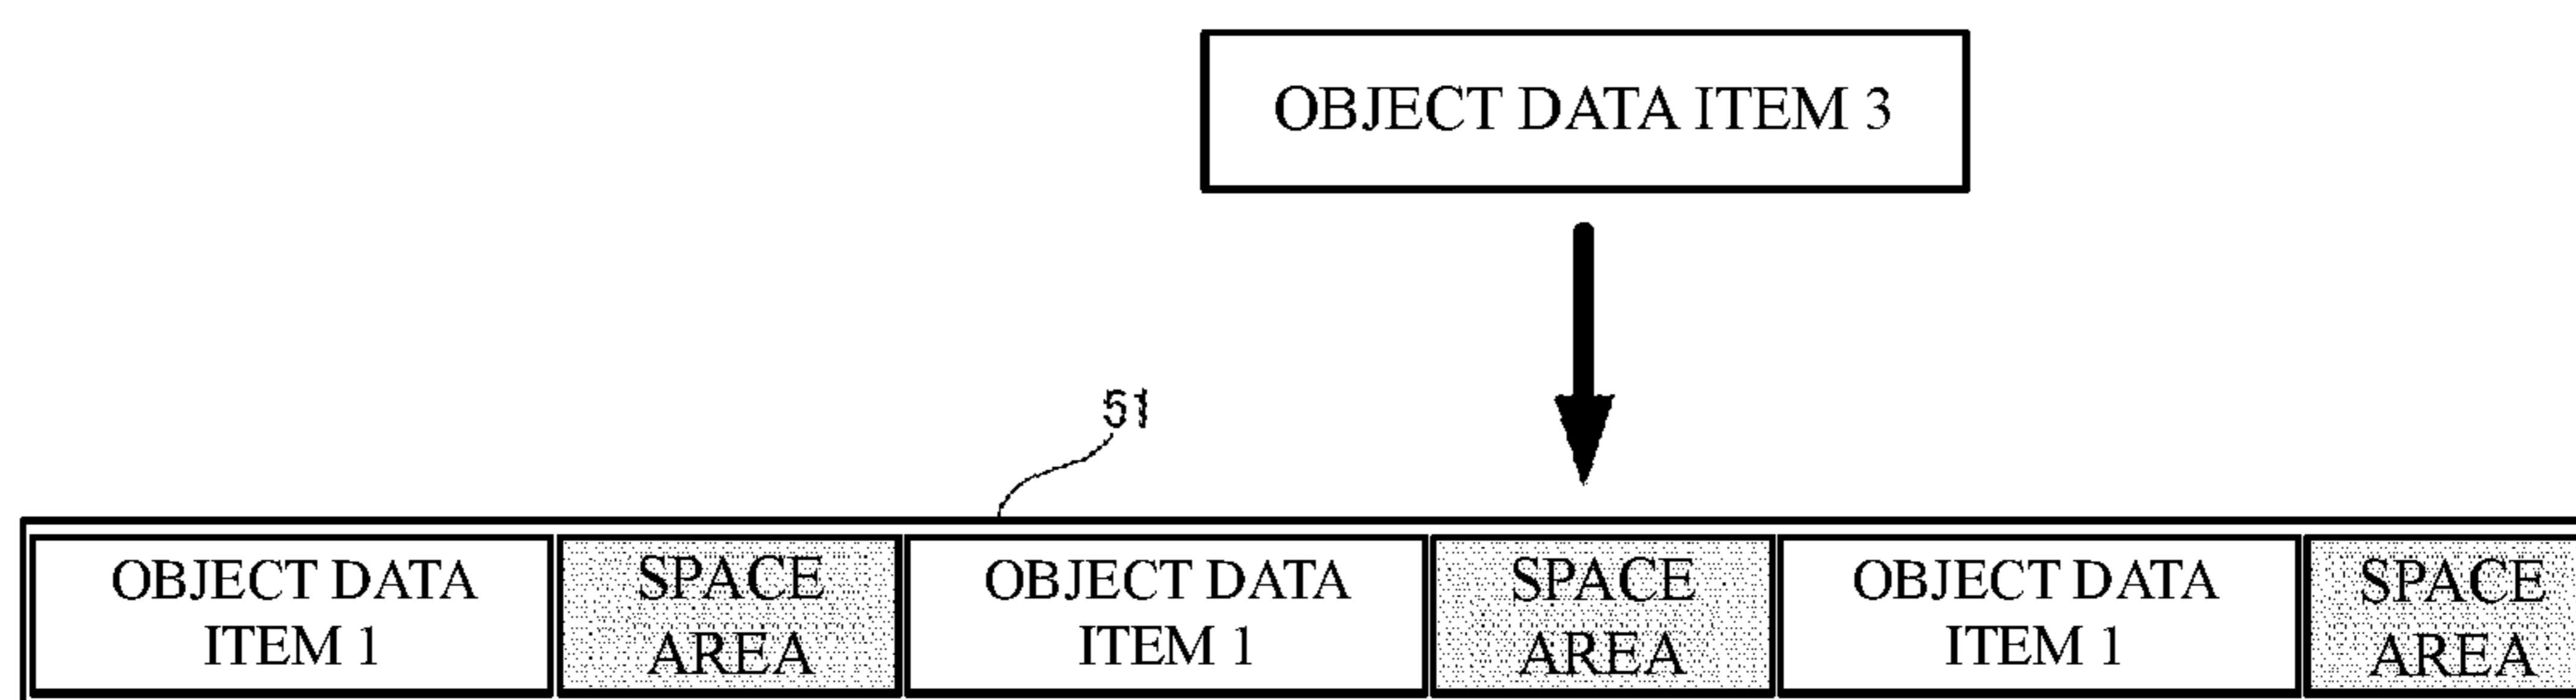 OBJECT DATA ITEM 3
51
OBJECT DATA SPACE OBJECT DATA SPACE OBJECT DATA SPACE
ITEM 1 AREA ITEM 1 AREA ITEM 1 AREA